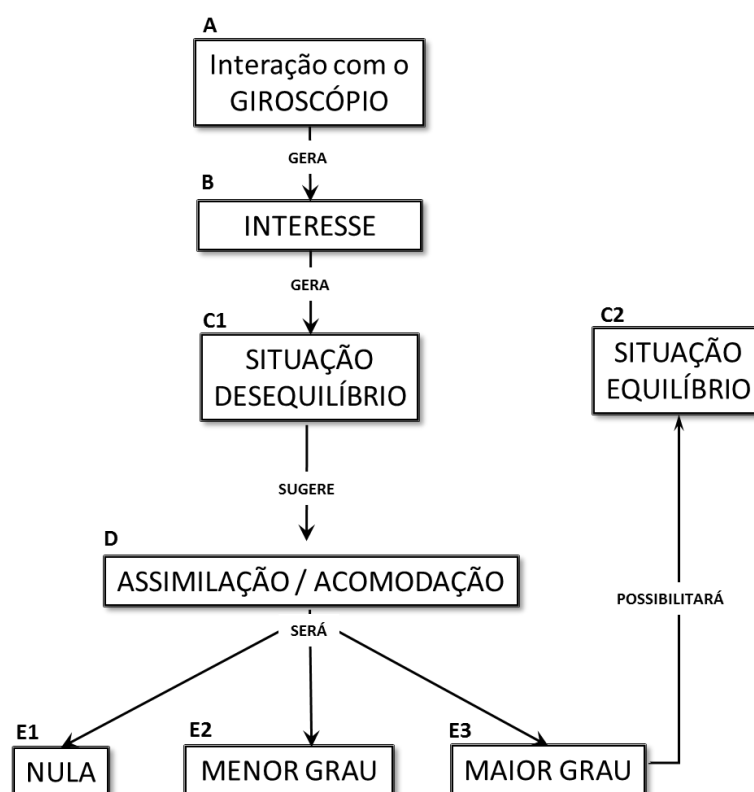 A
Interação com o
GIROSCÓPIO
GERA
B
INTERESSE
GERA
C1
SITUAÇÃO
DESEQUILÍBRIO
C2
SITUAÇÃO
EQUILÍBRIO
SUGERE
D
ASSIMILAÇÃO / ACOMODAÇÃO
POSSIBILITARÁ
SERÁ
E1
NULA
E2
MENOR GRAU
E3
MAIOR GRAU